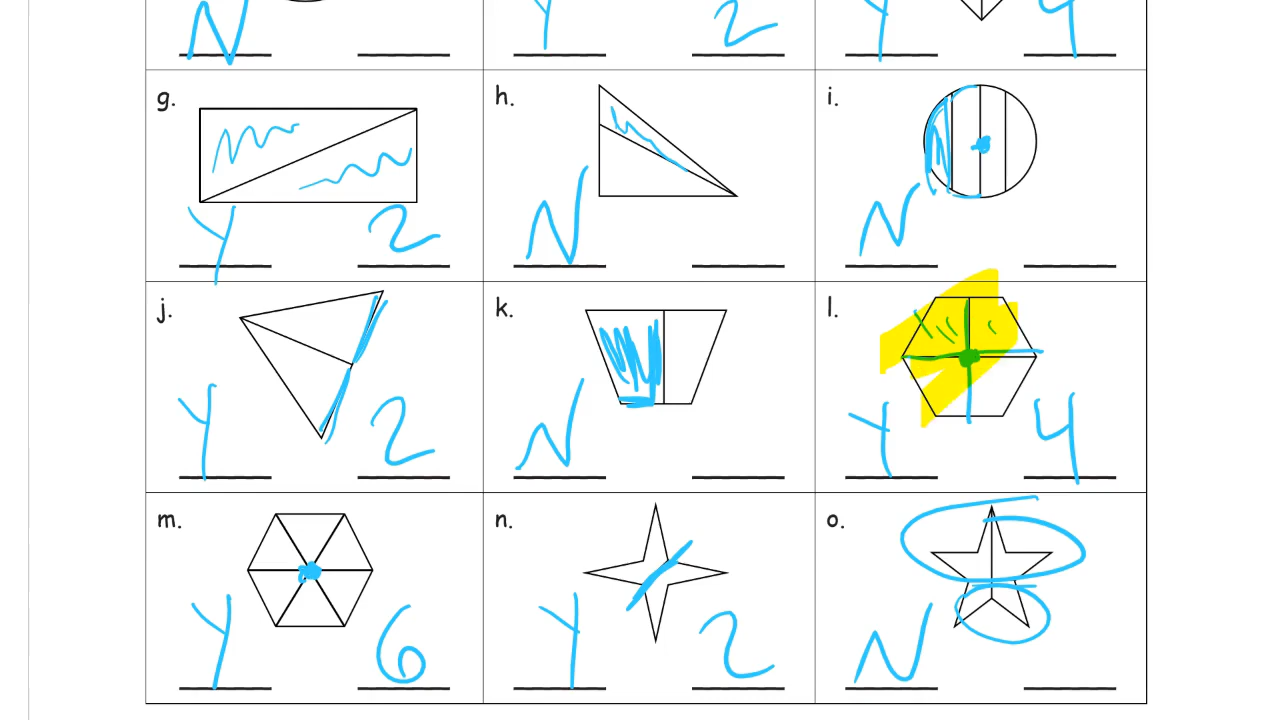 N Y 2 Y 4
g. h. i.
Y 2 N N
j. k. l.
Y 2 N Y 4
m. n. o.
Y 6 Y 2 N